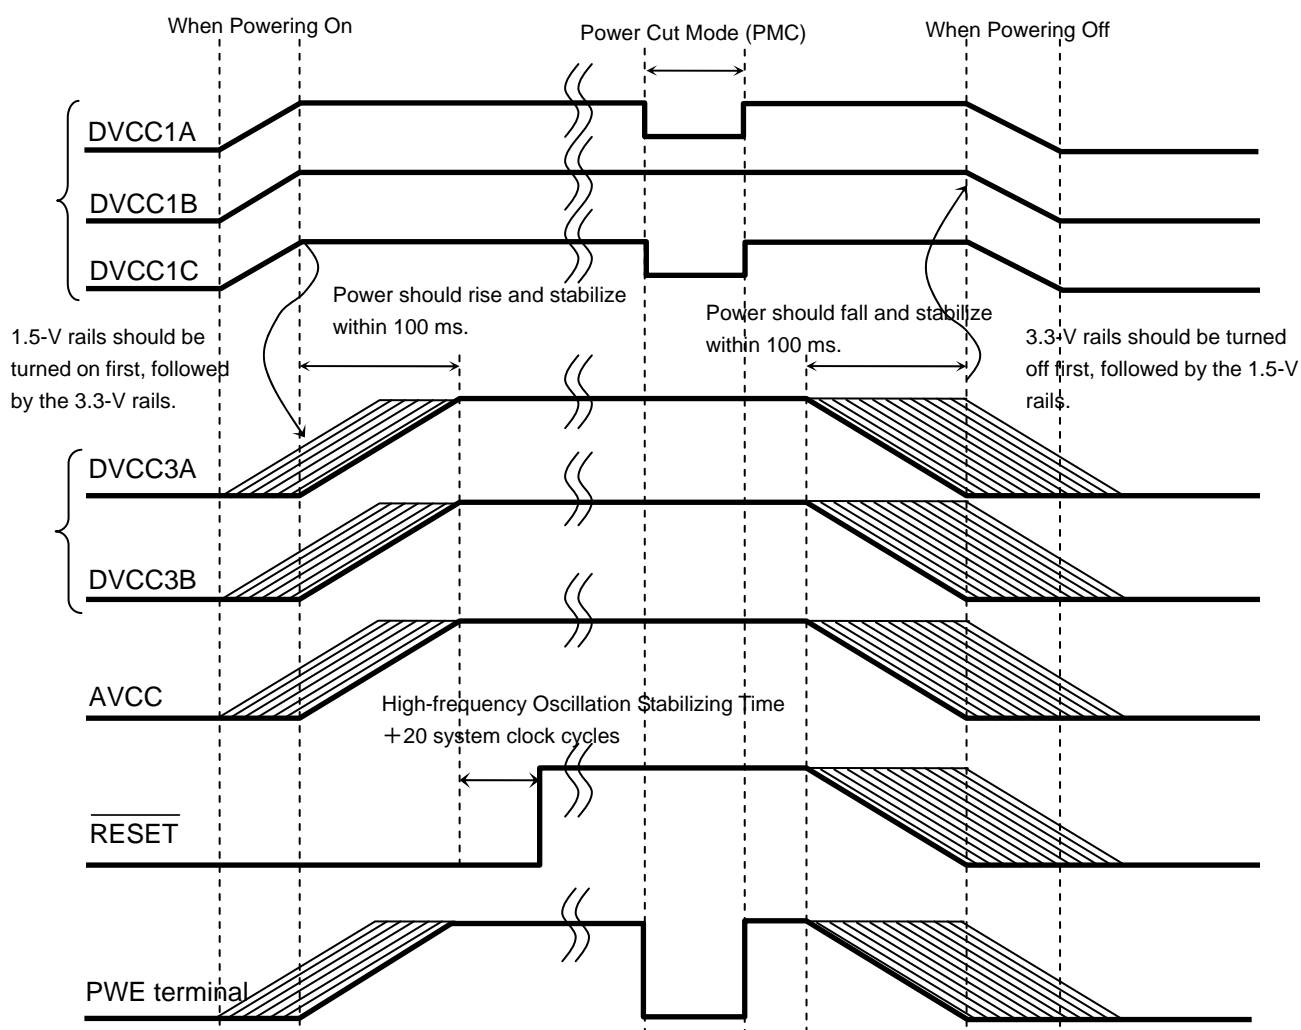 When Powering On
Power Cut Mode (PMC)
When Powering Off
DVCC1A
DVCC1B
DVCC1C
Power should rise and stabilize
within 100 ms.
Power should fall and stabilize
within 100 ms.
1.5-V rails should be
turned on first, followed
by the 3.3-V rails.
3.3-V rails should be turned
off first, followed by the 1.5-V
rails.
DVCC3A
DVCC3B
AVCC
High-frequency Oscillation Stabilizing Time
+20 system clock cycles
RESET
PWE terminal